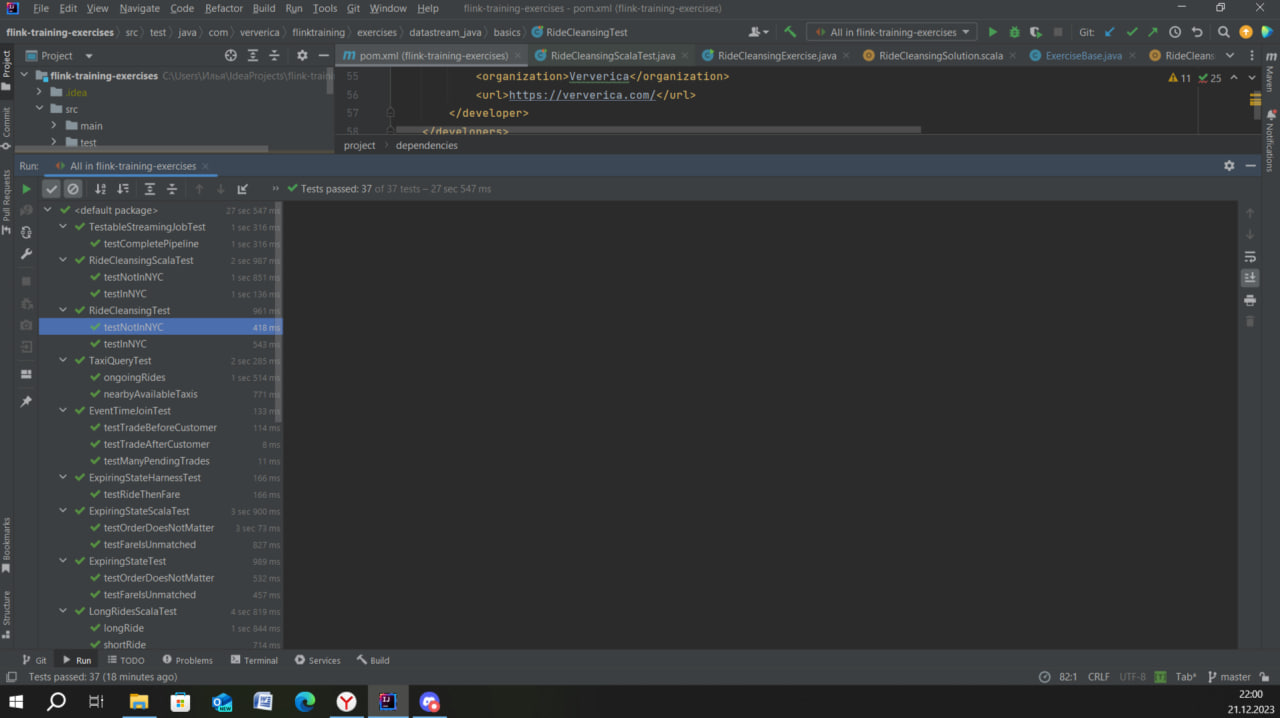 File Edit View Navigate Code Refactor Build Run Tools Git Window Help flink-training-exercises - pom.xml (flink-training-exercises)
flink-training-exercises src test java com ververica flinktraining exercises datastream_java basics RideCleansingTest All in flink-training-exercises Git:
Project pom.xml (flink-training-exercises) RideCleansingScalaTest.java RideCleansingExercise.java RideCleansingSolution.scala ExerciseBase.java RideCleans
flink-training-exercises C:\Users\Илья\IdeaProjects\flink-traini
.idea
src
main
test
55 <organization>Ververica</organization>
56 <url>https://ververica.com/</url>
57 </developer>
58 </developers>
11 25
project dependencies
Project
Commit
Pull Requests
Bookmarks
Structure
Maven
Notifications
Run: All in flink-training-exercises
Tests passed: 37 of 37 tests – 27 sec 547 ms
<default package> 27 sec 547 ms
TestableStreamingJobTest 1 sec 316 ms
testCompletePipeline 1 sec 316 ms
RideCleansingScalaTest 2 sec 987 ms
testNotInNYC 1 sec 851 ms
testInNYC 1 sec 136 ms
RideCleansingTest 961 ms
testNotInNYC 418 ms
testInNYC 543 ms
TaxiQueryTest 2 sec 285 ms
ongoingRides 1 sec 514 ms
nearbyAvailableTaxis 771 ms
EventTimeJoinTest 133 ms
testTradeBeforeCustomer 114 ms
testTradeAfterCustomer 8 ms
testManyPendingTrades 11 ms
ExpiringStateHarnessTest 166 ms
testRideThenFare 166 ms
ExpiringStateScalaTest 3 sec 900 ms
testOrderDoesNotMatter 3 sec 73 ms
testFareIsUnmatched 827 ms
ExpiringStateTest 989 ms
testOrderDoesNotMatter 532 ms
testFareIsUnmatched 457 ms
LongRidesScalaTest 4 sec 819 ms
longRide 1 sec 844 ms
shortRide 714 ms
Git Run TODO Problems Terminal Services Build
Tests passed: 37 (18 minutes ago) 82:1 CRLF UTF-8 Tab* master
22:00
21.12.2023